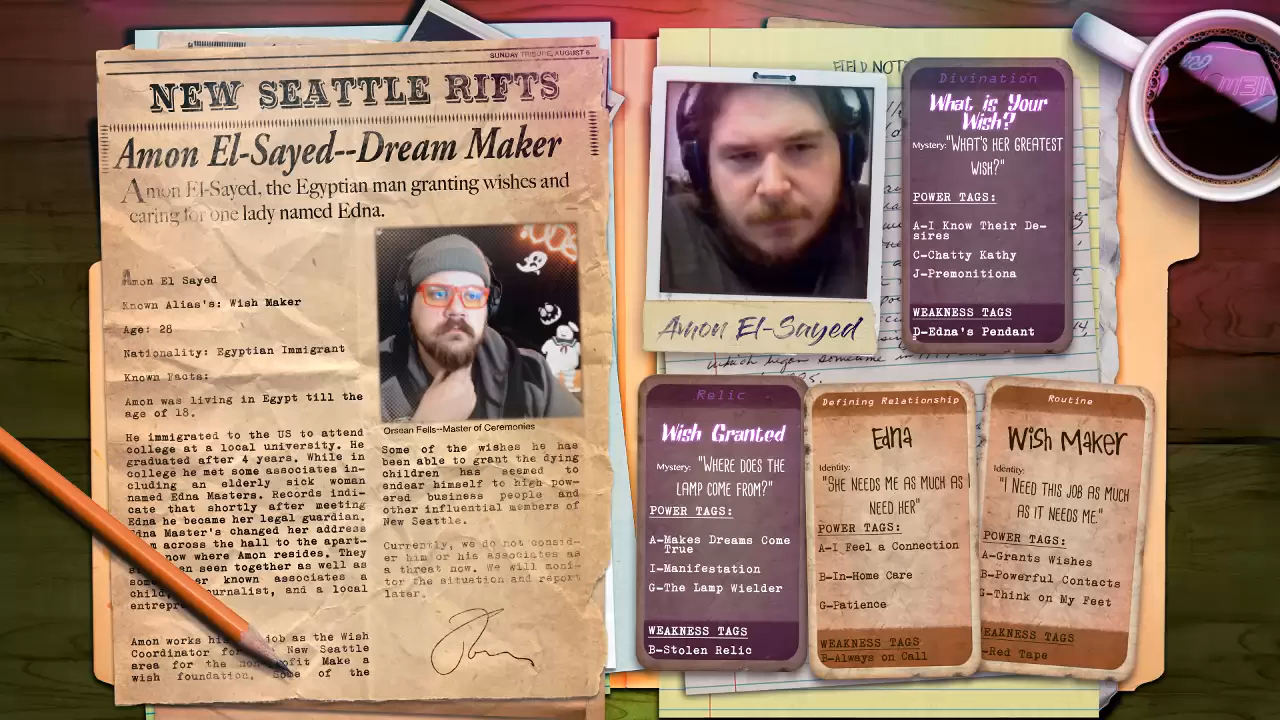 SUNDAY TRIBUNE, AUGUST 6
NEW SEATTLE RIFTS
Amon El-Sayed--Dream Maker
Amon El-Sayed, the Egyptian man granting wishes and
caring for one lady named Edna.
Amon El Sayed
Known Alias's: Wish Maker
Age: 28
Nationality: Egyptian Immigrant
Known Facts:
Amon was living in Egypt till the
age of 18.
He immigrated to the US to attend
college at a local university. He
graduated after 4 years. While in
college he met some associates in-
cluding an elderly sick woman
named Edna Masters. Records indi-
cate that shortly after meeting
Edna he became her legal guardian.
Edna Master's changed her address
across the hall to the apart-
now where Amon resides. They
seen together as well as
known associates a
child, journalist, and a local
Amon works his job as the Wish
Coordinator for New Seattle
area for the non-profit Make a
wish foundation. Some of the
Orsean Fells--Master of Ceremonies
Some of the wishes he has
been able to grant the dying
children has seemed to
endear himself to high pow-
ered business people and
other influential members of
New Seattle.
Currently, we do not consid-
er him or his associates as
a threat now. We will moni-
tor the situation and report
later.
FIELD NOT
Amon El-Sayed
which began sometime in
Divination
What is Your
Wish?
Mystery: "WHAT'S HER GREATEST
WISH?"
POWER TAGS:
A-I Know Their De-
sires
C-Chatty Kathy
J-Premonitiona
WEAKNESS TAGS
D-Edna's Pendant
Relic
Wish Granted
Mystery: "WHERE DOES THE
LAMP COME FROM?"
POWER TAGS:
A-Makes Dreams Come
True
I-Manifestation
G-The Lamp Wielder
WEAKNESS TAGS
B-Stolen Relic
Defining Relationship
Edna
Identity:
"SHE NEEDS ME AS MUCH AS I
NEED HER"
POWER TAGS:
A-I Feel a Connection
B-In-Home Care
G-Patience
WEAKNESS TAGS
B-Always on Call
Routine
Wish Maker
Identity:
"I NEED THIS JOB AS MUCH
AS IT NEEDS ME."
POWER TAGS:
A-Grants Wishes
B-Powerful Contacts
G-Think on My Feet
WEAKNESS TAGS
-Red Tape